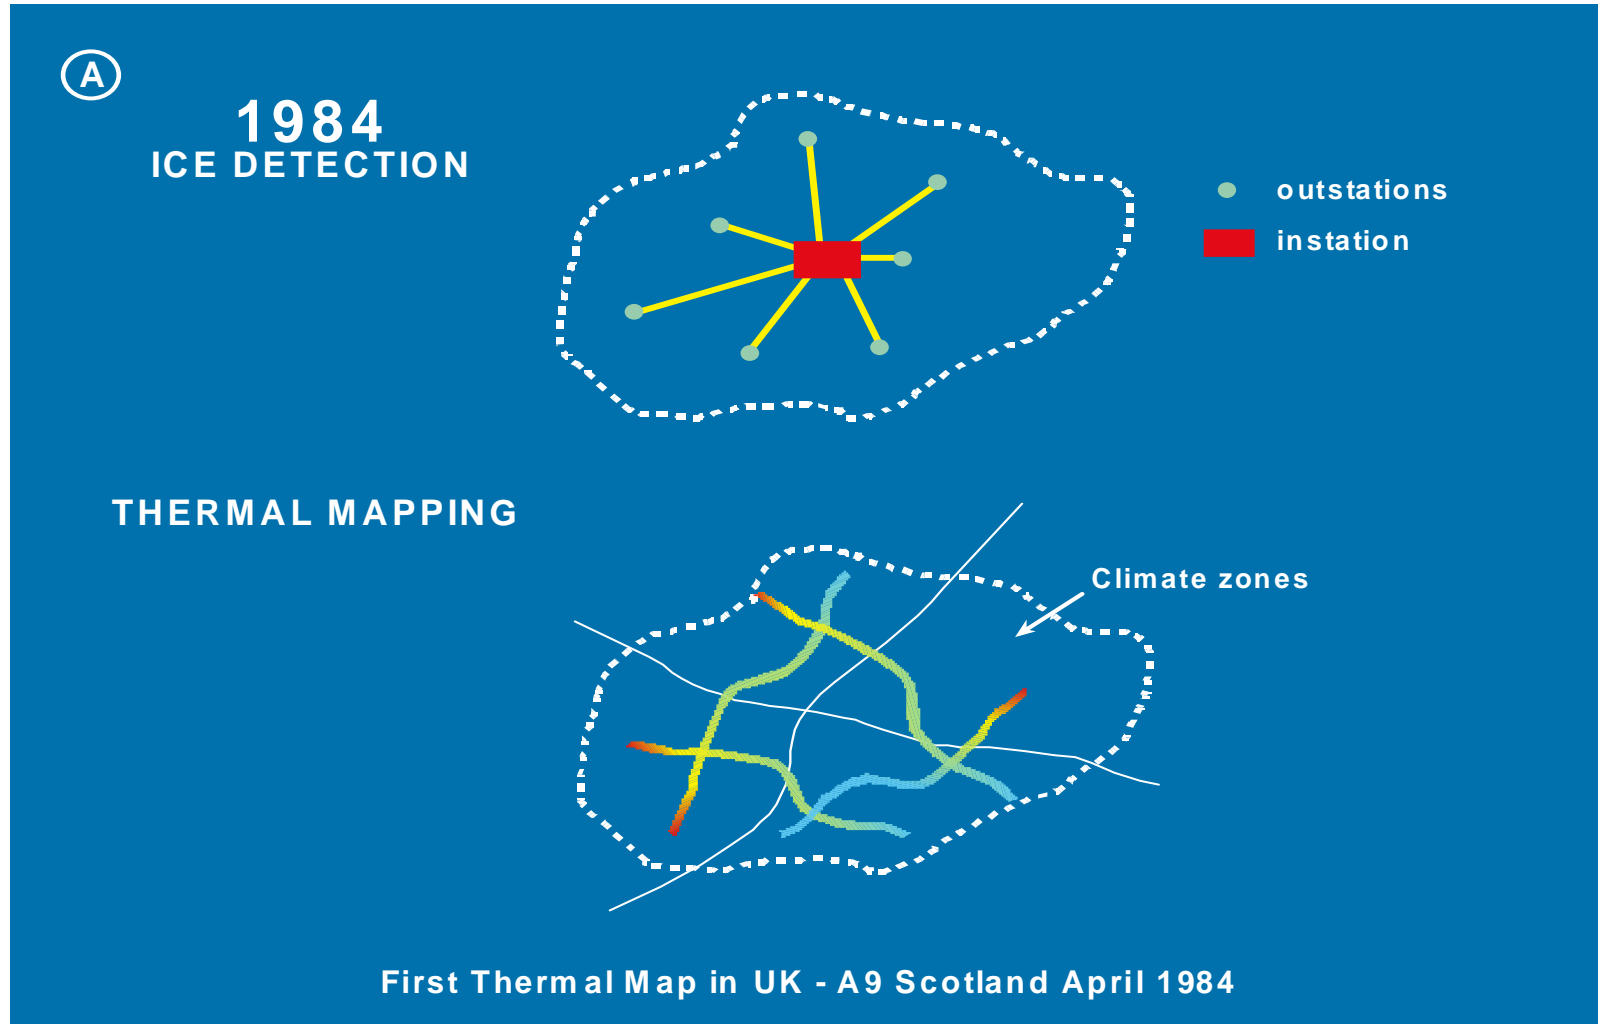 A
1984
ICE DETECTION
outstations
instation
THERMAL MAPPING
Climate zones
First Thermal Map in UK - A9 Scotland April 1984